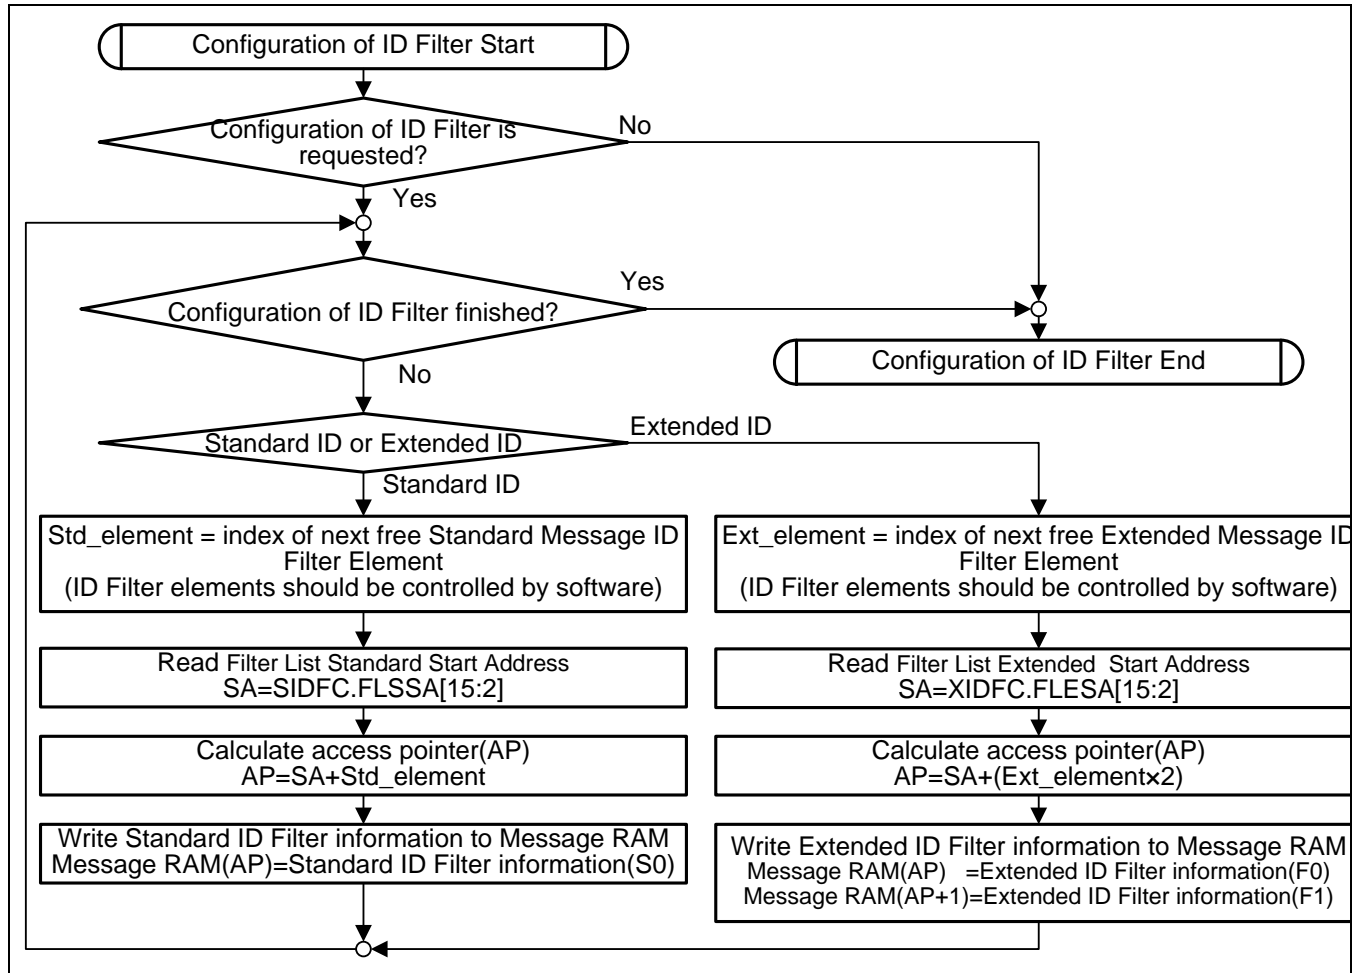 Configuration of ID Filter Start
Configuration of ID Filter is
requested?
No
Yes
Configuration of ID Filter finished?
Yes
Configuration of ID Filter End
No
Standard ID or Extended ID
Extended ID
Standard ID
Std_element = index of next free Standard Message ID
Filter Element
(ID Filter elements should be controlled by software)
Ext_element = index of next free Extended Message ID
Filter Element
(ID Filter elements should be controlled by software)
Read Filter List Standard Start Address
SA=SIDFC.FLSSA[15:2]
Read Filter List Extended Start Address
SA=XIDFC.FLESA[15:2]
Calculate access pointer(AP)
AP=SA+Std_element
Calculate access pointer(AP)
AP=SA+(Ext_element×2)
Write Standard ID Filter information to Message RAM
Message RAM(AP)=Standard ID Filter information(S0)
Write Extended ID Filter information to Message RAM
Message RAM(AP) =Extended ID Filter information(F0)
Message RAM(AP+1)=Extended ID Filter information(F1)